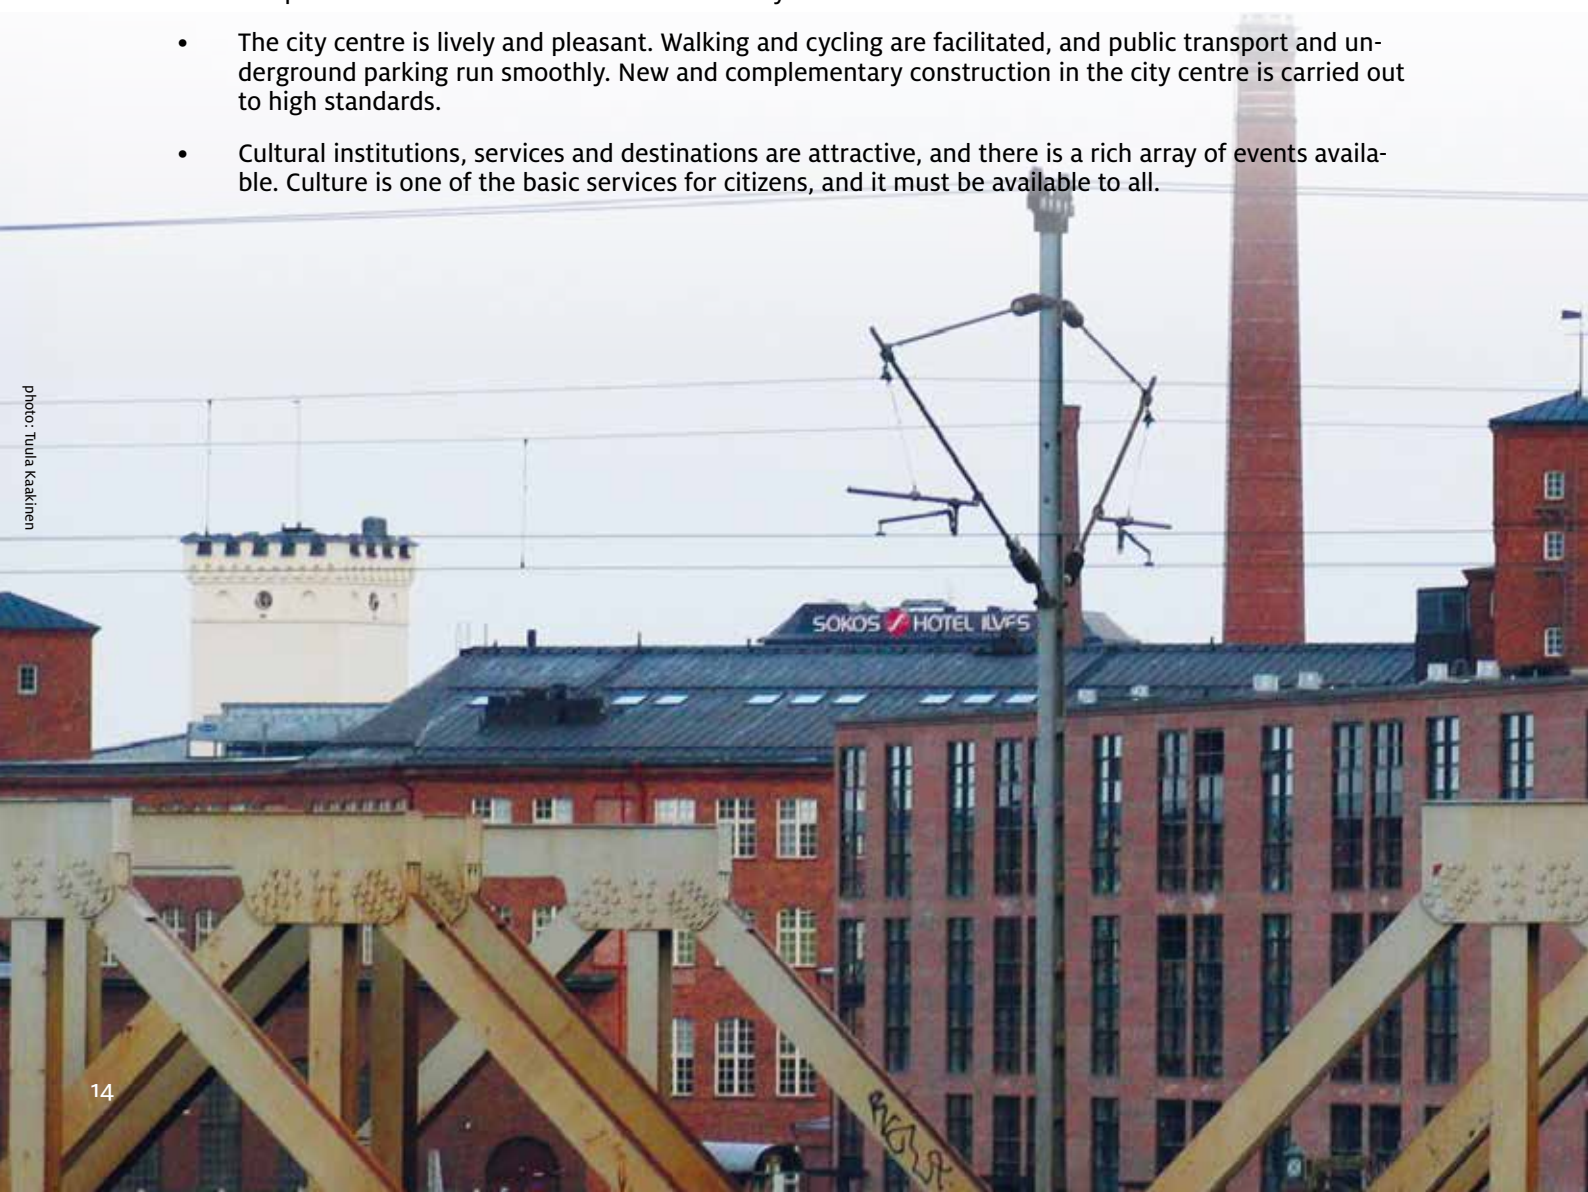 • The city centre is lively and pleasant. Walking and cycling are facilitated, and public transport and un-
derground parking run smoothly. New and complementary construction in the city centre is carried out
to high standards.
• Cultural institutions, services and destinations are attractive, and there is a rich array of events availa-
ble. Culture is one of the basic services for citizens, and it must be available to all.
photo: Tuula Kaakinen
SOKOS HOTEL ILVES
14